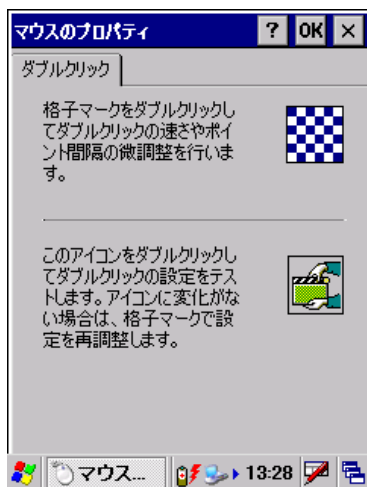 マウスのプロパティ ? OK ×
ダブルクリック
格子マークをダブルクリックし
てダブルクリックの速さやポイ
ント間隔の微調整を行いま
す。
このアイコンをダブルクリックし
てダブルクリックの設定をテス
トします。アイコンに変化がな
い場合は、格子マークで設
定を再調整します。
マウス... 13:28